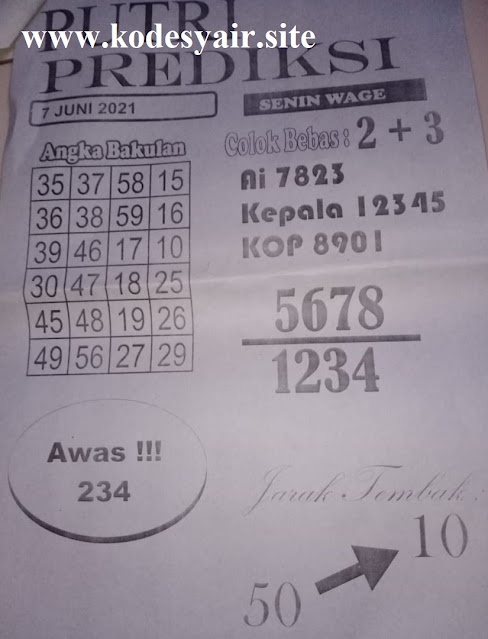 www.kodesyair.site
PUTRI
PREDIKSI
7 JUNI 2021
SENIN WAGE
Angka Bakulan
35 37 58 15
36 38 59 16
39 46 17 10
30 47 18 25
45 48 19 26
49 56 27 29
Colok Bebas : 2 + 3
Ai 7823
Kepala 12345
KOP 8901
5678
1234
Awas !!!
234
Jarak Tembak :
10
50